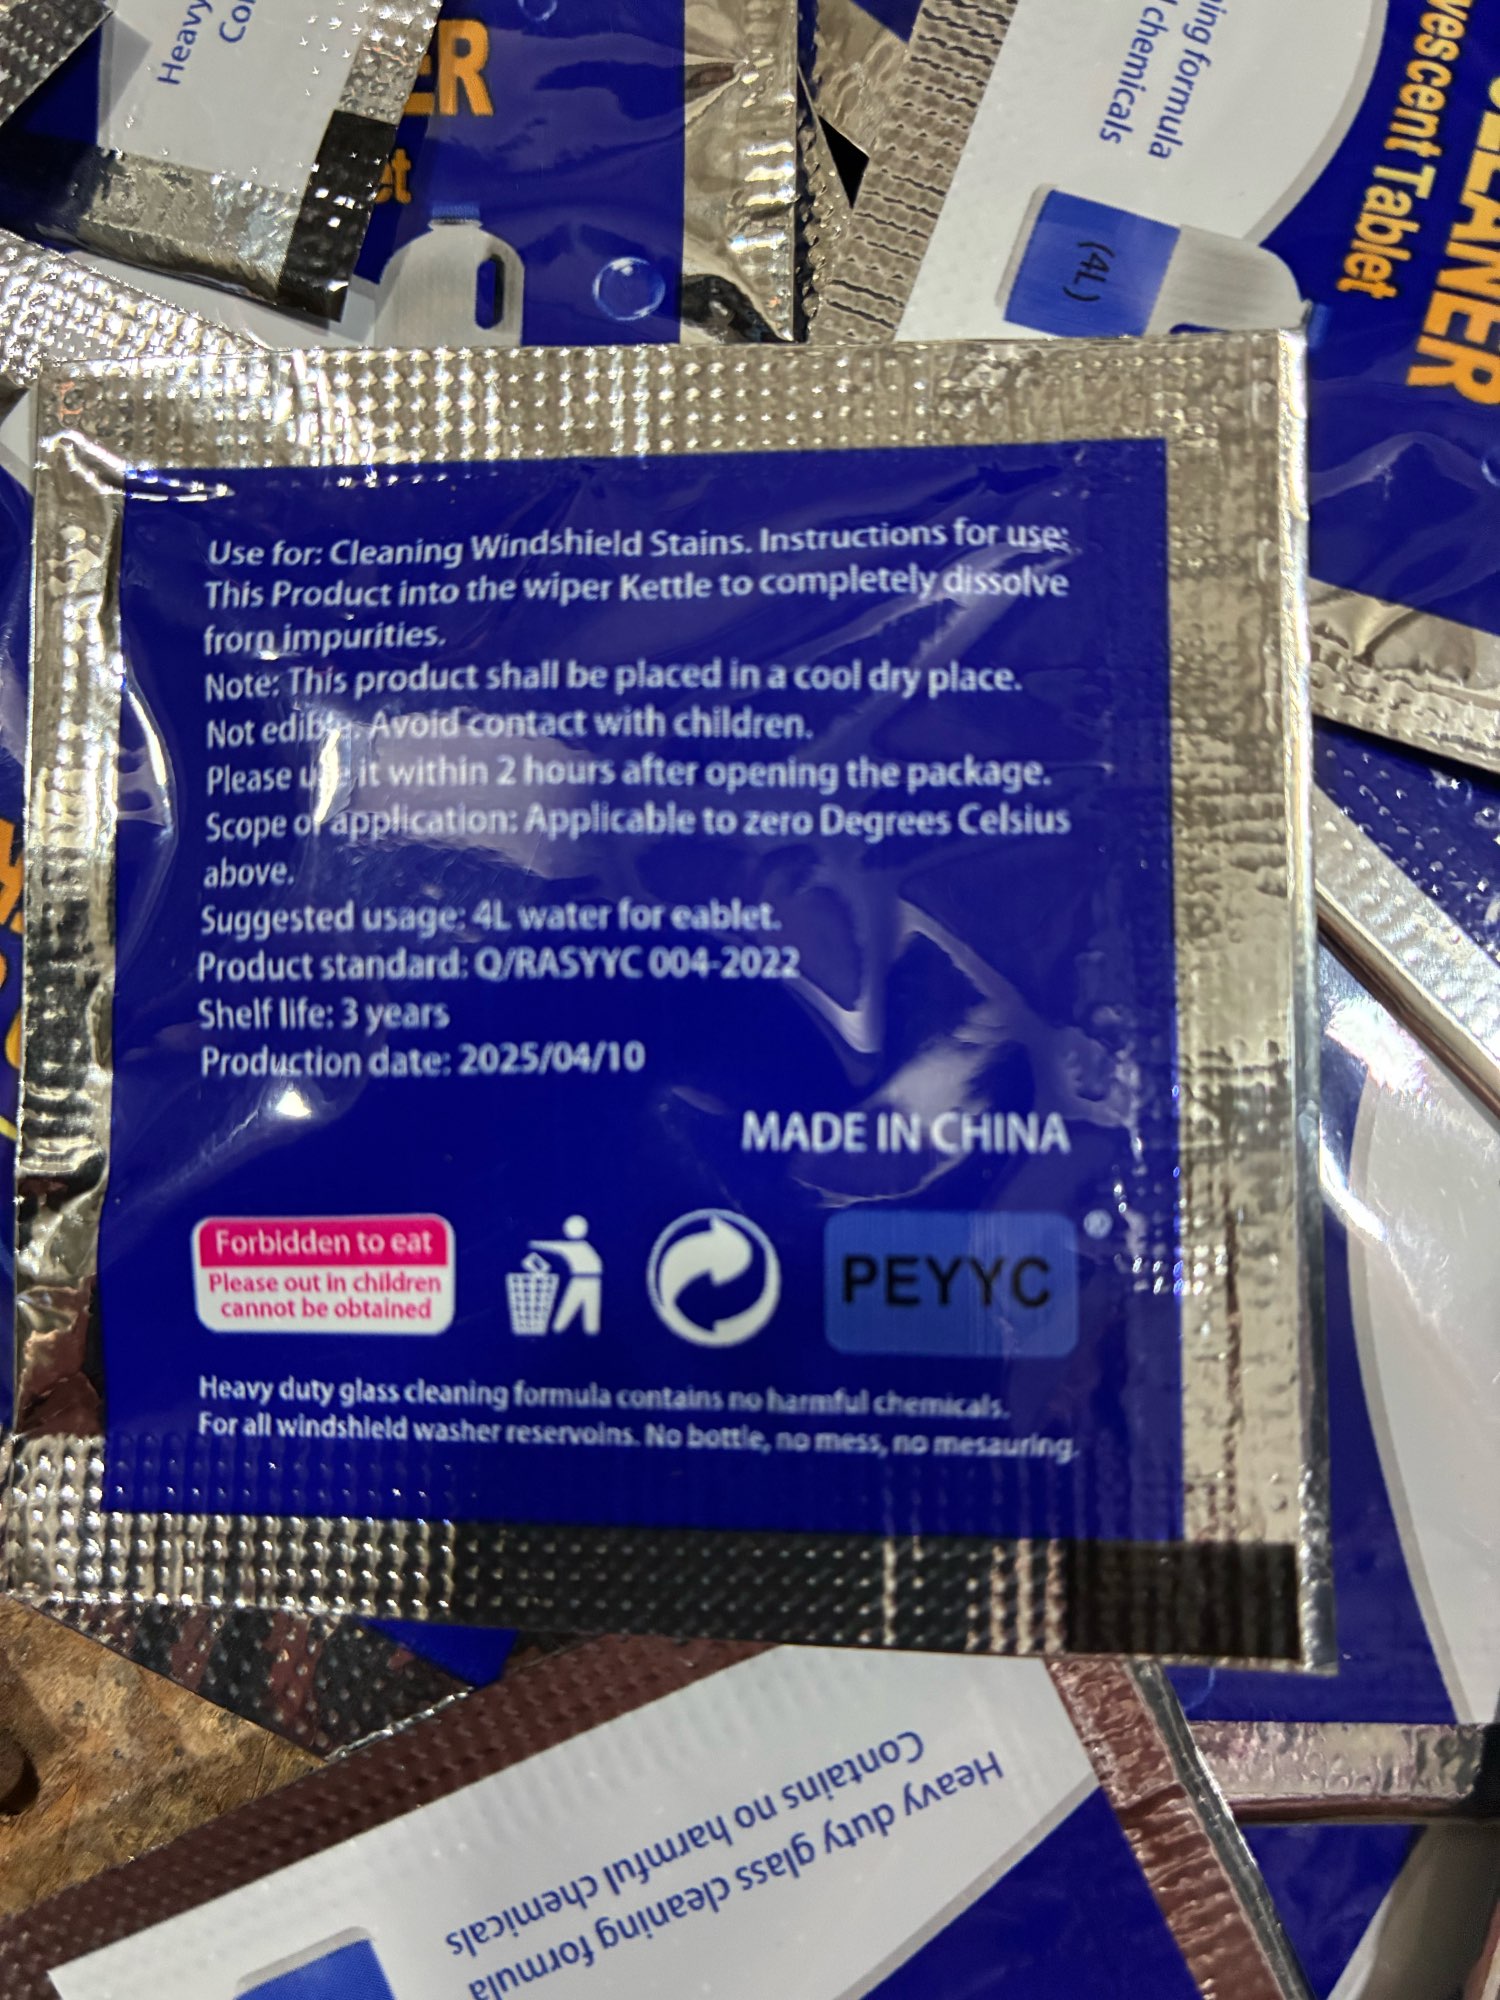 Heavy
Co
ER
et
ing formula
l chemicals
(4L)
LEANER
vescent Tablet
Use for: Cleaning Windshield Stains. Instructions for use:
This Product into the wiper Kettle to completely dissolve
from impurities.
Note: This product shall be placed in a cool dry place.
Not edible. Avoid contact with children.
Please use it within 2 hours after opening the package.
Scope of application: Applicable to zero Degrees Celsius
above.
Suggested usage: 4L water for eablet.
Product standard: Q/RASYYC 004-2022
Shelf life: 3 years
Production date: 2025/04/10
MADE IN CHINA
Forbidden to eat
Please out in children
cannot be obtained
PEYYC ®
Heavy duty glass cleaning formula contains no harmful chemicals.
For all windshield washer reservoins. No bottle, no mess, no mesauring.
Heavy duty glass cleaning formula
Contains no harmful chemicals